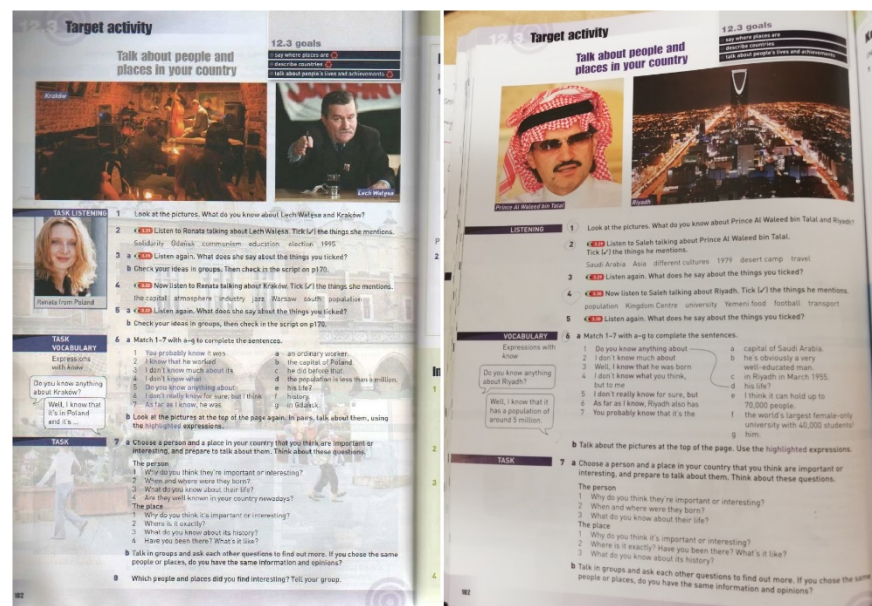 12.3 Target activity
Talk about people and
places in your country
12.3 goals
say where places are
describe countries
talk about people's lives and achievements
Kraków
Lech Wałęsa
TASK LISTENING
Renata from Poland
1 Look at the pictures. What do you know about Lech Wałęsa and Kraków?
2 3.29 Listen to Renata talking about Lech Wałęsa. Tick (✓) the things she mentions.
Solidarity Gdańsk communism education election 1995
3 a Listen again. What does she say about the things you ticked?
b Check your ideas in groups. Then check in the script on p170.
4 Now listen to Renata talking about Kraków. Tick (✓) the things she mentions.
the capital atmosphere industry jazz Warsaw south population
5 a Listen again. What does she say about the things you ticked?
b Check your ideas in groups, then check in the script on p170.
TASK
VOCABULARY
Expressions
with know
Do you know anything
about Kraków?
Well, I know that
it's in Poland
and it's ...
6 a Match 1–7 with a–g to complete the sentences.
1 You probably know it was a an ordinary worker.
2 I know that he worked b the capital of Poland.
3 I don't know much about its c he did before that.
4 I don't know what d the population is less than a million.
5 Do you know anything about e his life?
6 I don't really know for sure, but I think f history.
7 As far as I know, he was g in Gdańsk.
b Look at the pictures at the top of the page again. In pairs, talk about them, using
the highlighted expressions.
TASK
7 a Choose a person and a place in your country that you think are important or
interesting, and prepare to talk about them. Think about these questions.
The person
1 Why do you think they're important or interesting?
2 When and where were they born?
3 What do you know about their life?
4 Are they well-known in your country nowadays?
The place
1 Why do you think it's important or interesting?
2 Where is it exactly?
3 What do you know about its history?
4 Have you been there? What's it like?
b Talk in groups and ask each other questions to find out more. If you chose the same
people or places, do you have the same information and opinions?
8 Which people and places did you find interesting? Tell your group.
102
12.3 Target activity
Talk about people and
places in your country
12.3 goals
say where places are
describe countries
talk about people's lives and achievements
Prince Al Waleed bin Talal
Riyadh
LISTENING
1 Look at the pictures. What do you know about Prince Al Waleed bin Talal and Riyadh?
2 Listen to Saleh talking about Prince Al Waleed bin Talal.
Tick (✓) the things he mentions.
Saudi Arabia Asia different cultures 1979 desert camp travel
3 Listen again. What does he say about the things you ticked?
4 Now listen to Saleh talking about Riyadh. Tick (✓) the things he mentions.
population Kingdom Centre university Yemeni food football transport
5 Listen again. What does he say about the things you ticked?
VOCABULARY
Expressions with
know
Do you know anything
about Riyadh?
Well, I know that it
has a population of
around 5 million.
6 a Match 1–7 with a–g to complete the sentences.
1 Do you know anything about
2 I don't know much about
3 Well, I know that he was born
4 I don't know what you think,
but to me
5 I don't really know for sure, but
6 As far as I know, Riyadh also has
7 You probably know that it's the
a capital of Saudi Arabia.
b he's obviously a very
well-educated man.
c in Riyadh in March 1955.
d his life?
e I think it can hold up to
70,000 people.
f the world's largest female-only
university with 40,000 students!
g him.
b Talk about the pictures at the top of the page. Use the highlighted expressions.
TASK
7 a Choose a person and a place in your country that you think are important or
interesting, and prepare to talk about them. Think about these questions.
The person
1 Why do you think they're important or interesting?
2 When and where were they born?
3 What do you know about their life?
The place
1 Why do you think it's important or interesting?
2 Where is it exactly? Have you been there? What's it like?
3 What do you know about its history?
b Talk in groups and ask each other questions to find out more. If you chose the same
people or places, do you have the same information and opinions?
102